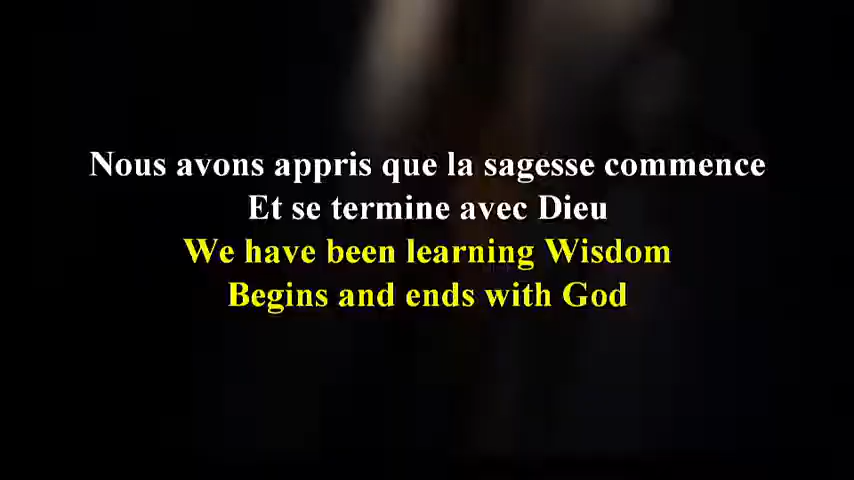 Nous avons appris que la sagesse commence
Et se termine avec Dieu
We have been learning Wisdom
Begins and ends with God